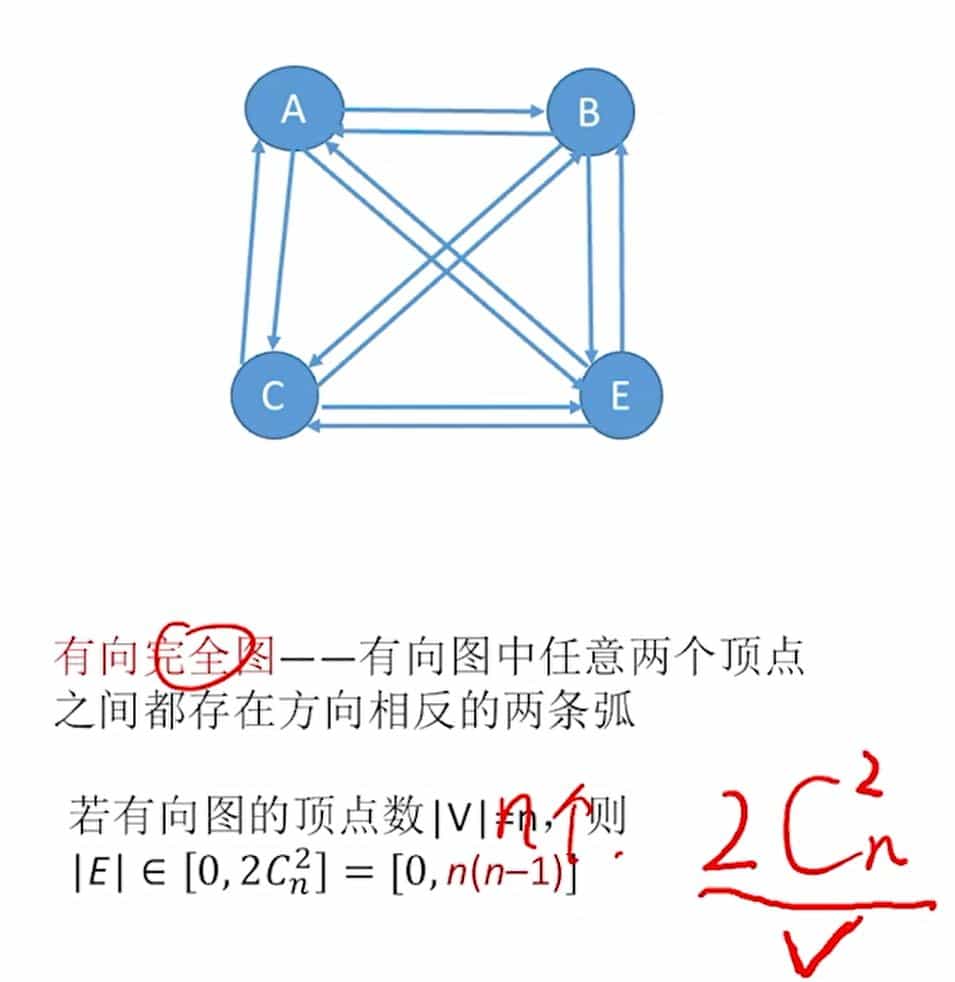 A
B
C
E
有向完全图——有向图中任意两个顶点
之间都存在方向相反的两条弧
若有向图的顶点数|V|=n,则
n个
|E| ∈ [0, 2C_n^2] = [0, n(n–1)]
2C_n^2